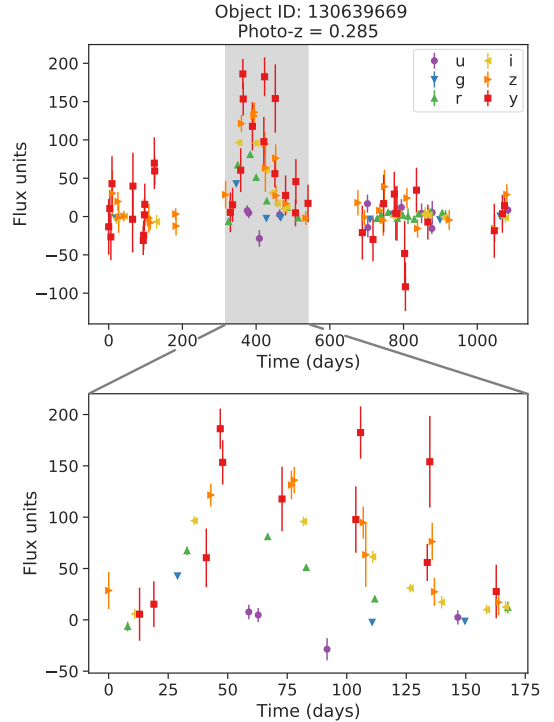 Object ID: 130639669
Photo-z = 0.285
200
150
100
50
0
−50
−100
Flux units
u i
g z
r y
0 200 400 600 800 1000
Time (days)
200
150
100
50
0
−50
Flux units
0 25 50 75 100 125 150 175
Time (days)